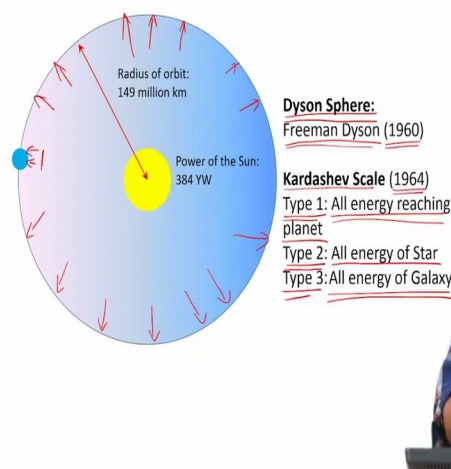 Radius of orbit:
149 million km
Power of the Sun:
384 YW
Dyson Sphere:
Freeman Dyson (1960)
Kardashev Scale (1964)
Type 1: All energy reaching
planet
Type 2: All energy of Star
Type 3:All energy of Galaxy